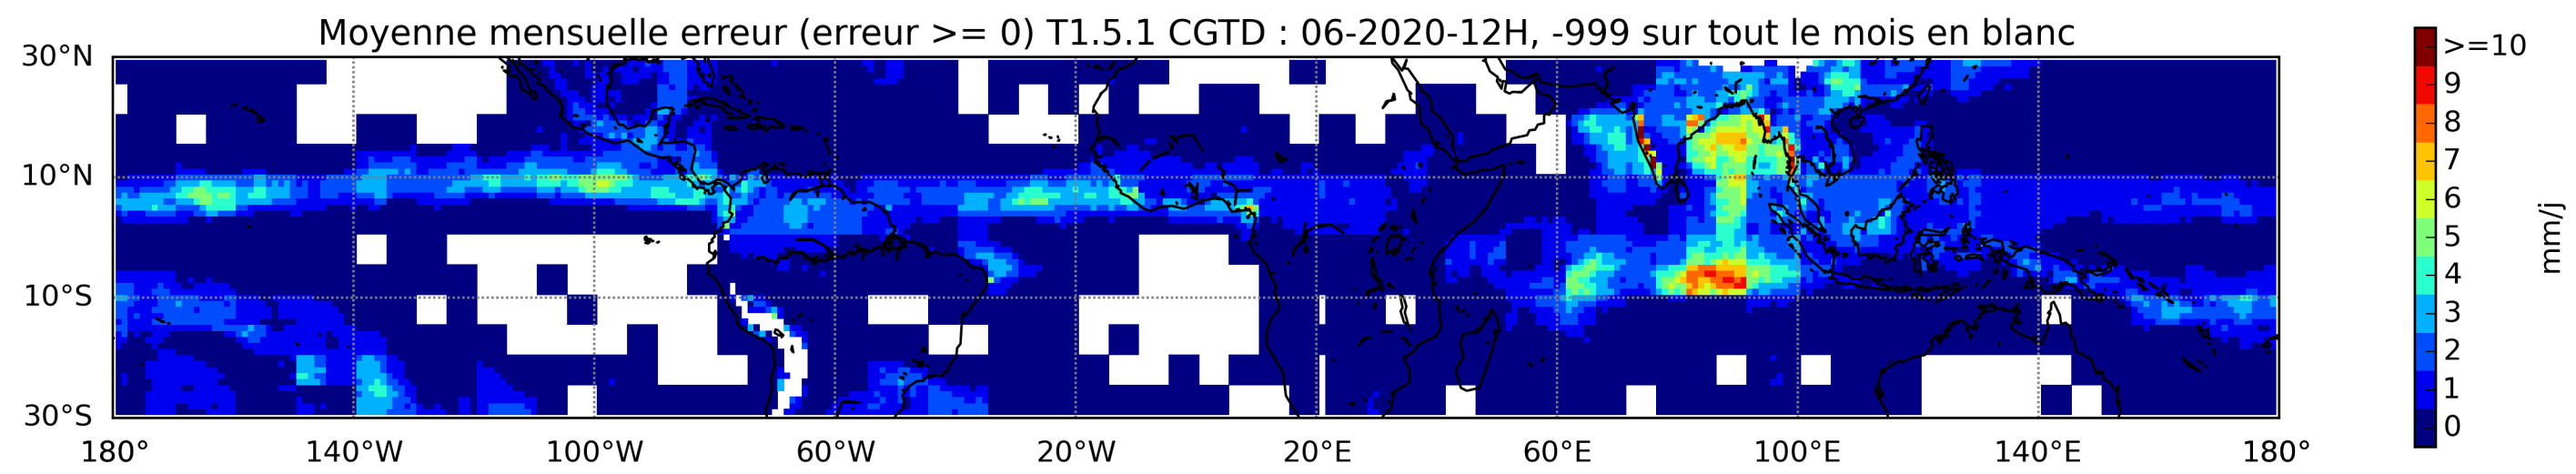 Moyenne mensuelle erreur (erreur >= 0) T1.5.1 CGTD : 06-2020-12H, -999 sur tout le mois en blanc
30°N
10°N
10°S
30°S
180° 140°W 100°W 60°W 20°W 20°E 60°E 100°E 140°E 180°
>=10
9
8
7
6
5
4
3
2
1
0
mm/j